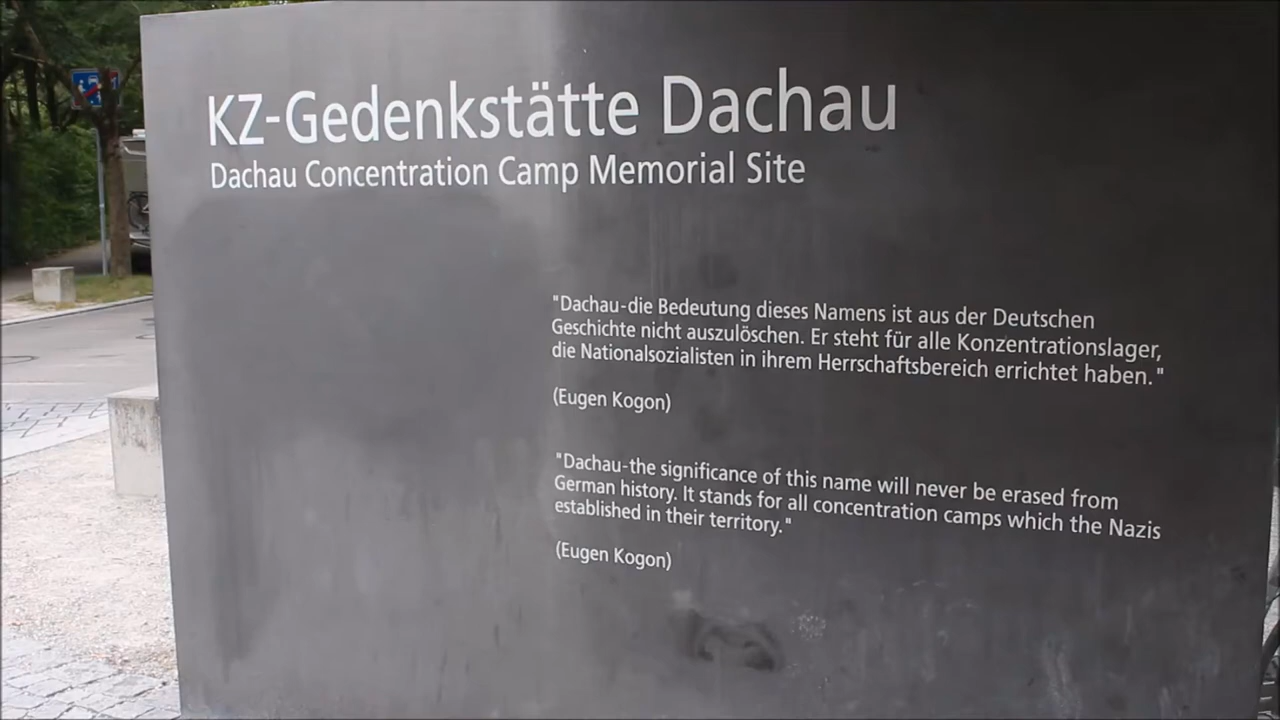 KZ-Gedenkstätte Dachau
Dachau Concentration Camp Memorial Site
"Dachau-die Bedeutung dieses Namens ist aus der Deutschen
Geschichte nicht auszulöschen. Er steht für alle Konzentrationslager,
die Nationalsozialisten in ihrem Herrschaftsbereich errichtet haben."
(Eugen Kogon)
"Dachau-the significance of this name will never be erased from
German history. It stands for all concentration camps which the Nazis
established in their territory."
(Eugen Kogon)